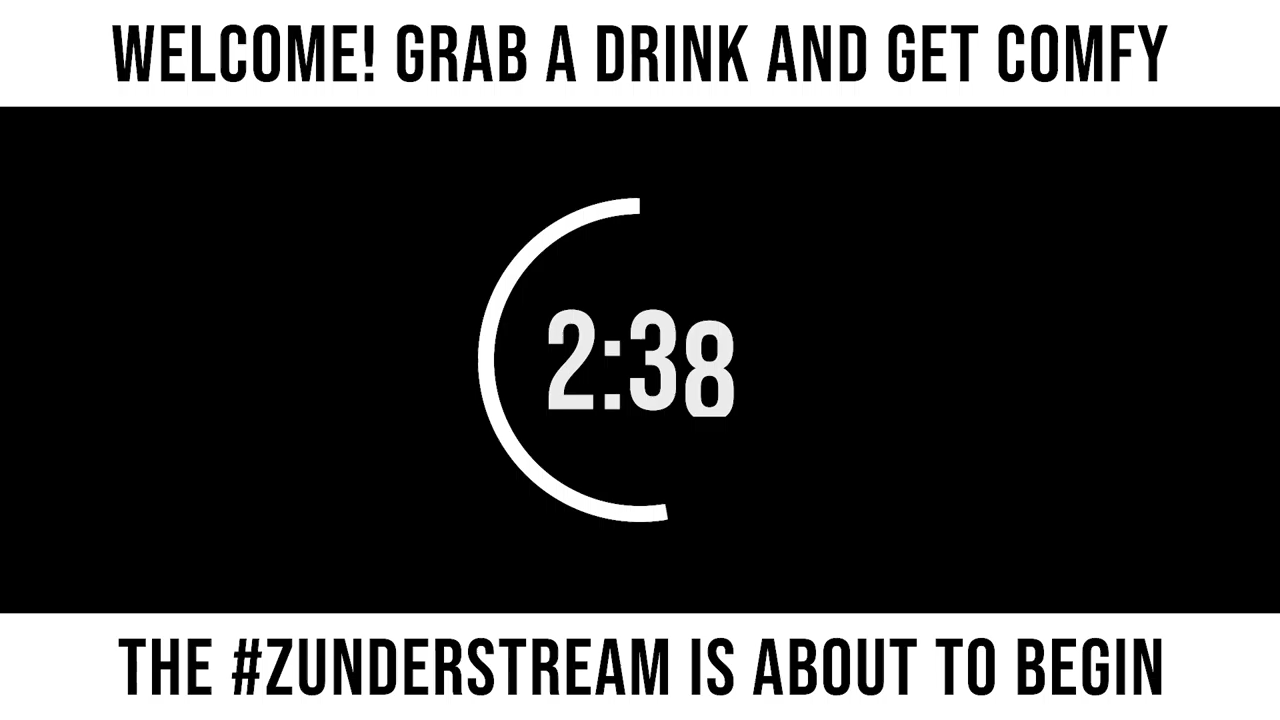 WELCOME! GRAB A DRINK AND GET COMFY
2:38
THE #ZUNDERSTREAM IS ABOUT TO BEGIN